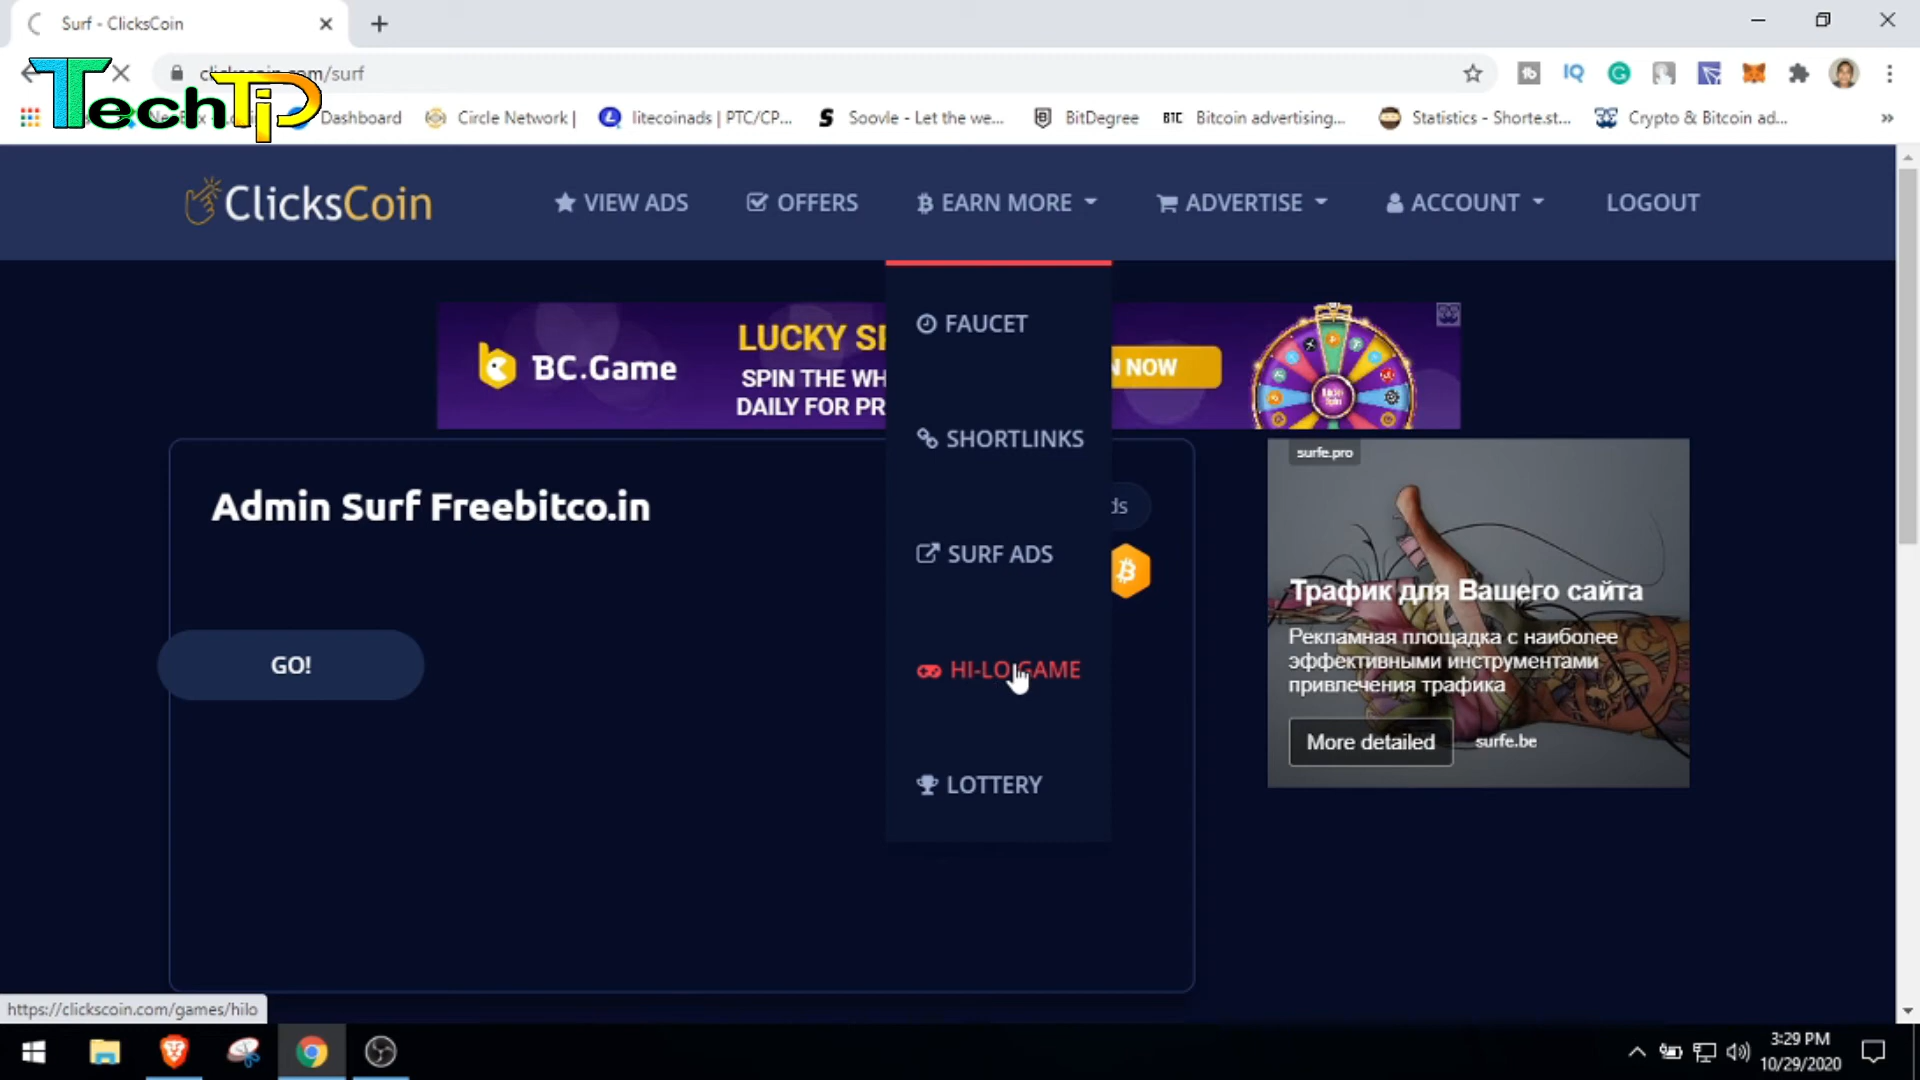 Surf - ClicksCoin
clickscoin.com/surf
TechTip
Dashboard
Circle Network |
litecoinads | PTC/CP...
Soovle - Let the we...
BitDegree
BTC Bitcoin advertising...
Statistics - Shorte.st...
Crypto & Bitcoin ad...
»
ClicksCoin
VIEW ADS
OFFERS
EARN MORE
ADVERTISE
ACCOUNT
LOGOUT
FAUCET
SHORTLINKS
SURF ADS
HI-LO GAME
LOTTERY
BC.Game
LUCKY
SPIN THE
DAILY FOR
NOW
Admin Surf Freebitco.in
GO!
surfe.pro
Трафик для Вашего сайта
Рекламная площадка с наиболее
эффективными инструментами
привлечения трафика
More detailed
surfe.be
https://clickscoin.com/games/hilo
3:29 PM
10/29/2020